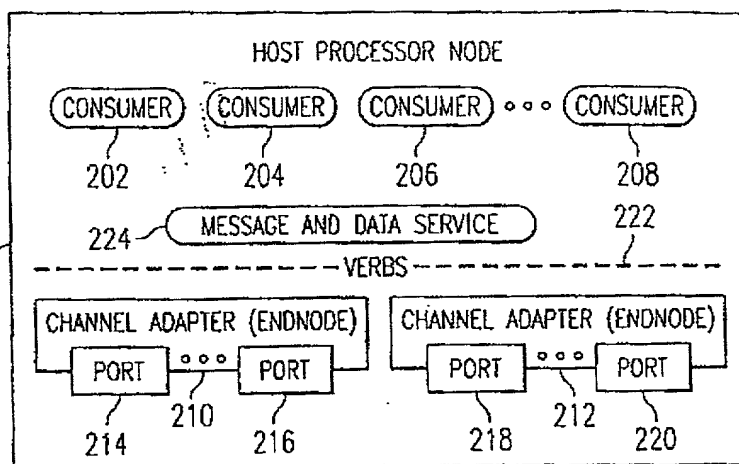 HOST PROCESSOR NODE
CONSUMER CONSUMER CONSUMER CONSUMER
202 204 206 208
224 MESSAGE AND DATA SERVICE 222
VERBS
CHANNEL ADAPTER (ENDNODE) CHANNEL ADAPTER (ENDNODE)
PORT PORT PORT PORT
214 210 216 218 212 220